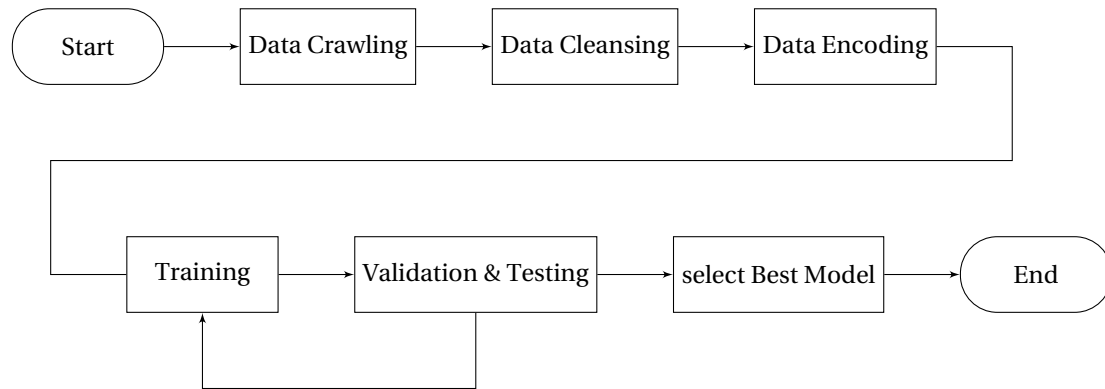 Start
Data Crawling
Data Cleansing
Data Encoding
Training
Validation & Testing
select Best Model
End